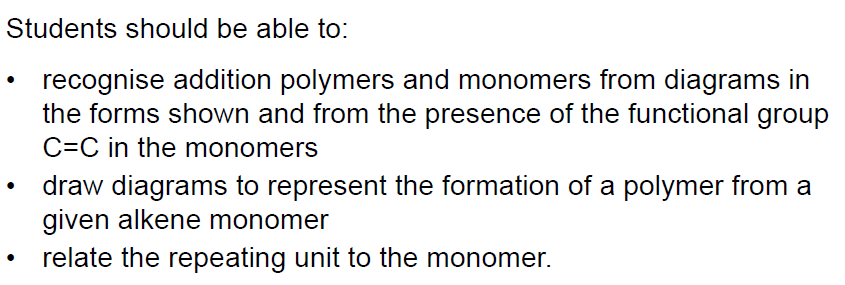 Students should be able to:
• recognise addition polymers and monomers from diagrams in
the forms shown and from the presence of the functional group
C=C in the monomers
• draw diagrams to represent the formation of a polymer from a
given alkene monomer
• relate the repeating unit to the monomer.